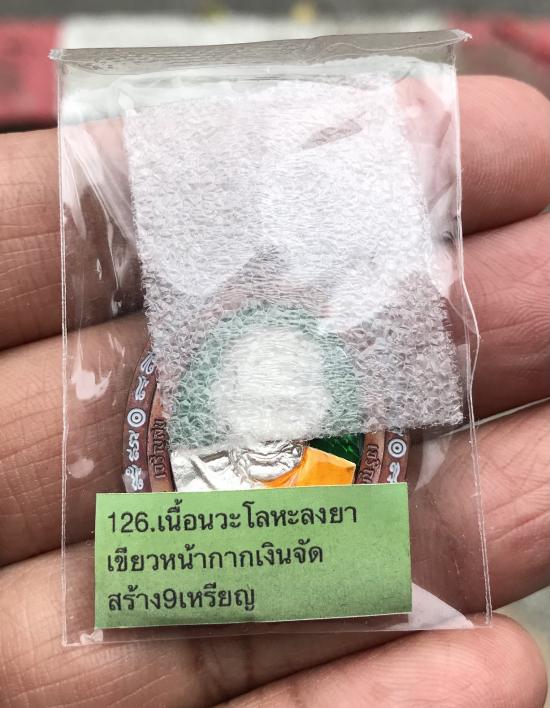 126.เนื้อนวะโลหะลงยา
เขียวหน้ากากเงินจัด
สร้าง9เหรียญ